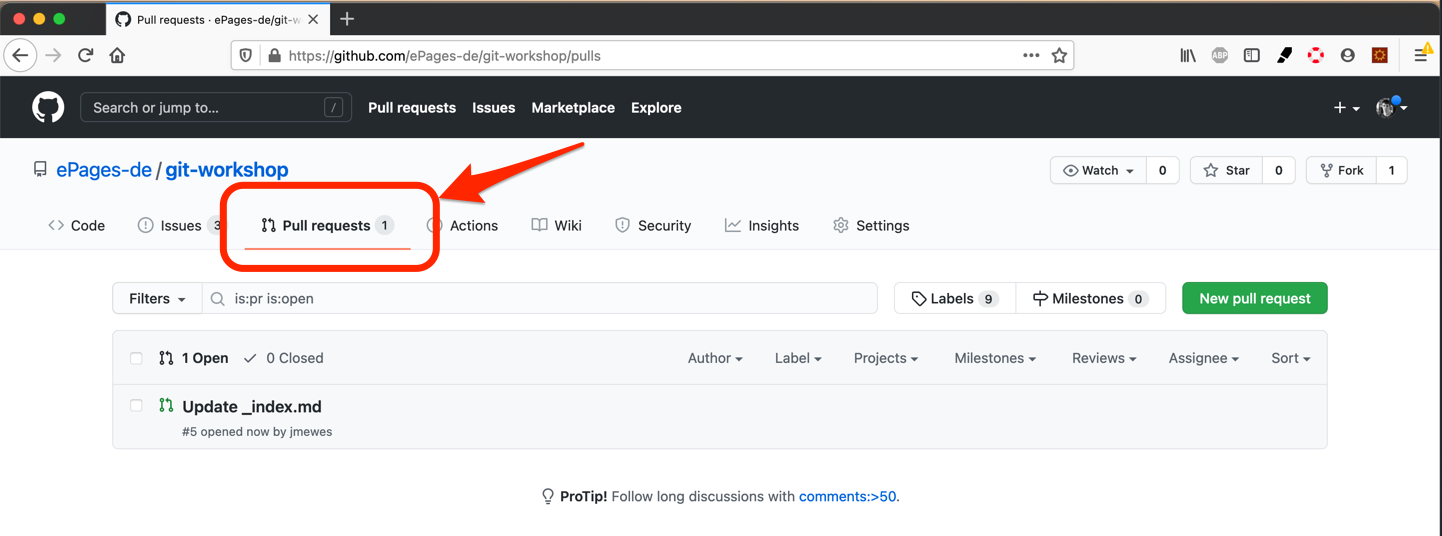 Pull requests · ePages-de/git-w
https://github.com/ePages-de/git-workshop/pulls
ABP
Search or jump to... /
Pull requests Issues Marketplace Explore
ePages-de / git-workshop
Watch 0 Star 0 Fork 1
Code Issues 3 Pull requests 1 Actions Wiki Security Insights Settings
Filters is:pr is:open Labels 9 Milestones 0 New pull request
1 Open 0 Closed Author Label Projects Milestones Reviews Assignee Sort
Update _index.md
#5 opened now by jmewes
ProTip! Follow long discussions with comments:>50.